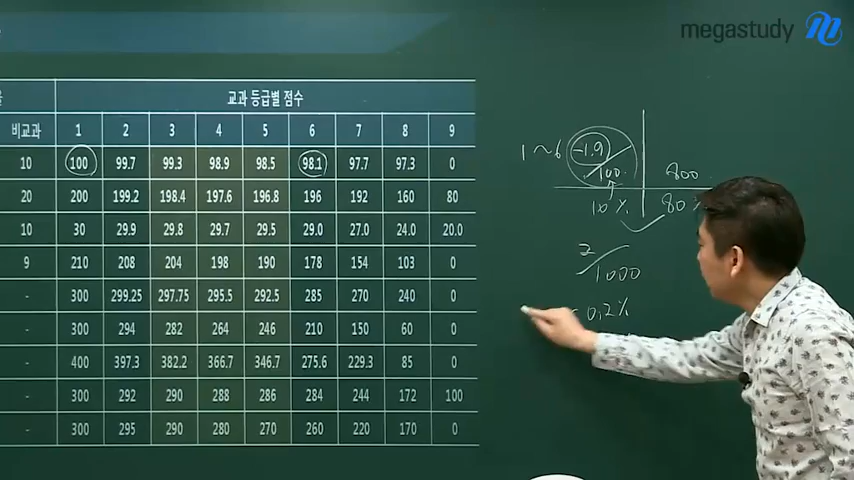 megastudy
교과 등급별 점수
비교과 1 2 3 4 5 6 7 8 9
10 100 99.7 99.3 98.9 98.5 98.1 97.7 97.3 0
20 200 199.2 198.4 197.6 196.8 196 192 160 80
10 30 29.9 29.8 29.7 29.5 29.0 27.0 24.0 20.0
9 210 208 204 198 190 178 154 103 0
- 300 299.25 297.75 295.5 292.5 285 270 240 0
- 300 294 282 264 246 210 150 60 0
- 400 397.3 382.2 366.7 346.7 275.6 229.3 85 0
- 300 292 290 288 286 284 244 172 100
- 300 295 290 280 270 260 220 170 0
1~6 -1.9
100 800
10% 80
2
1000
0.2%